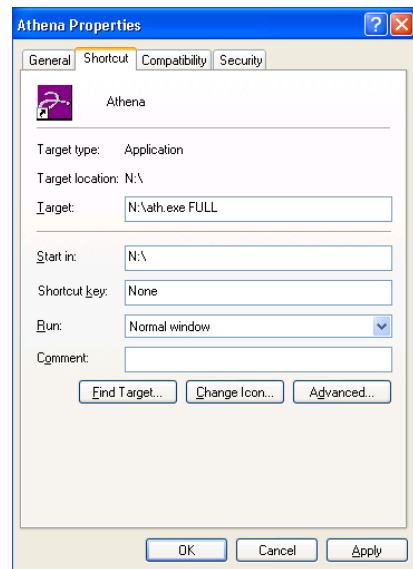 Athena Properties
General Shortcut Compatibility Security
Athena
Target type: Application
Target location: N:\
Target: N:\ath.exe FULL
Start in: N:\
Shortcut key: None
Run: Normal window
Comment:
Find Target... Change Icon... Advanced...
OK Cancel Apply